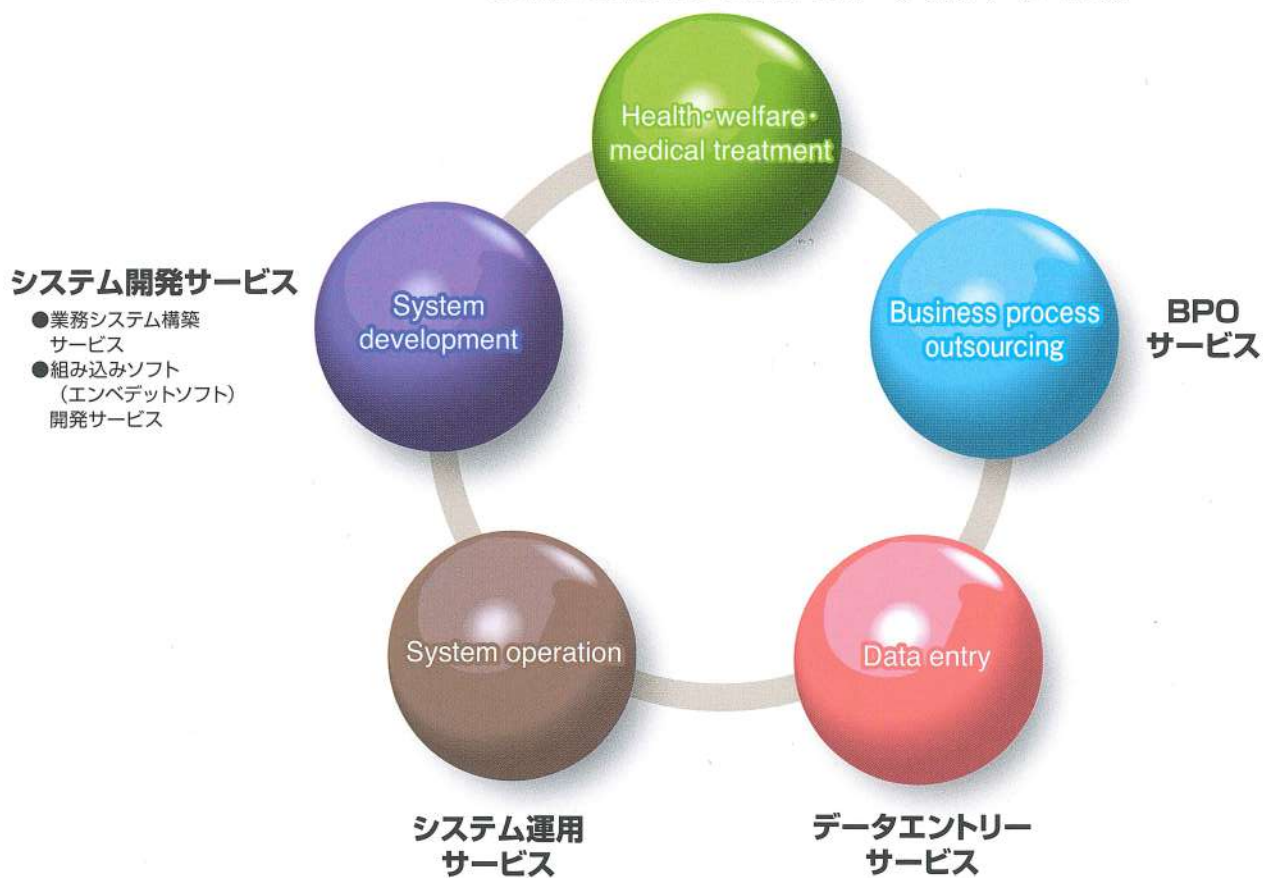 Health・welfare・
medical treatment
システム開発サービス
●業務システム構築
サービス
●組み込みソフト
（エンベデットソフト）
開発サービス
System
development
Business process
outsourcing
BPO
サービス
System operation
Data entry
システム運用
サービス
データエントリー
サービス